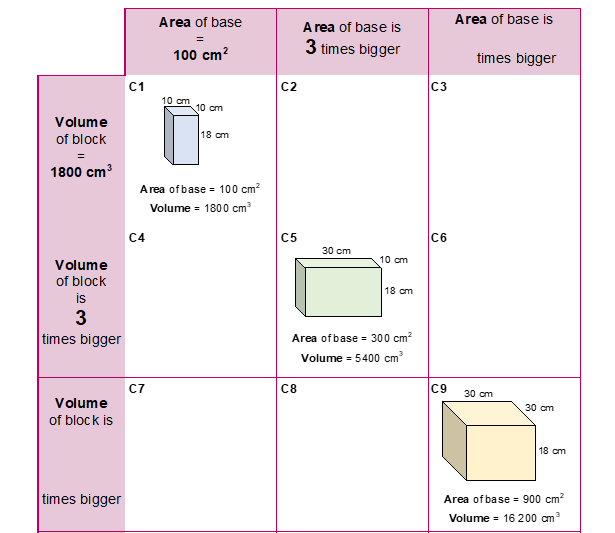 Area of base
=
100 cm²
Area of base is
3 times bigger
Area of base is
times bigger
Volume
of block
=
1800 cm³
C1
10 cm
10 cm
18 cm
Area of base = 100 cm²
Volume = 1800 cm³
C2
C3
Volume
of block
is
3
times bigger
C4
C5
30 cm
10 cm
18 cm
Area of base = 300 cm²
Volume = 5400 cm³
C6
Volume
of block is
times bigger
C7
C8
C9
30 cm
30 cm
18 cm
Area of base = 900 cm²
Volume = 16 200 cm³